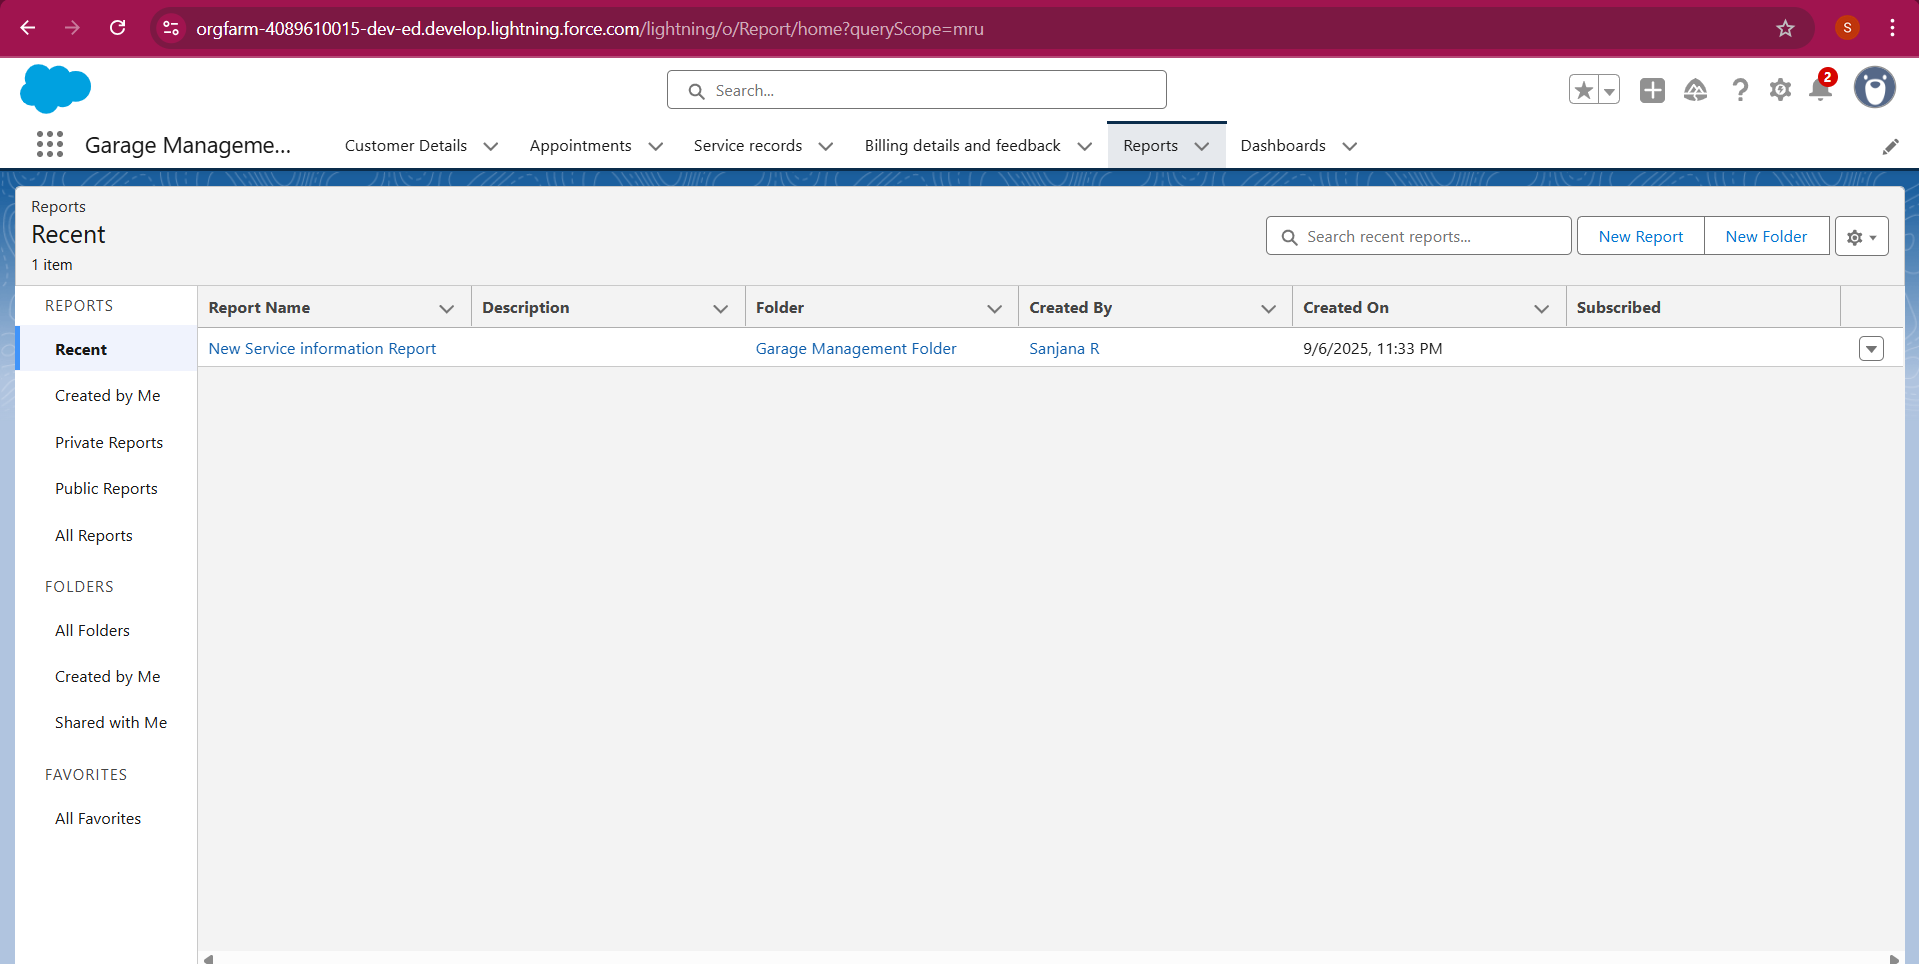 orgfarm-4089610015-dev-ed.develop.lightning.force.com/lightning/o/Report/home?queryScope=mru
S
Search...
2
Garage Manageme...
Customer Details
Appointments
Service records
Billing details and feedback
Reports
Dashboards
Reports
Recent
1 item
Search recent reports...
New Report
New Folder
REPORTS
Report Name
Description
Folder
Created By
Created On
Subscribed
Recent
New Service information Report
Garage Management Folder
Sanjana R
9/6/2025, 11:33 PM
Created by Me
Private Reports
Public Reports
All Reports
FOLDERS
All Folders
Created by Me
Shared with Me
FAVORITES
All Favorites